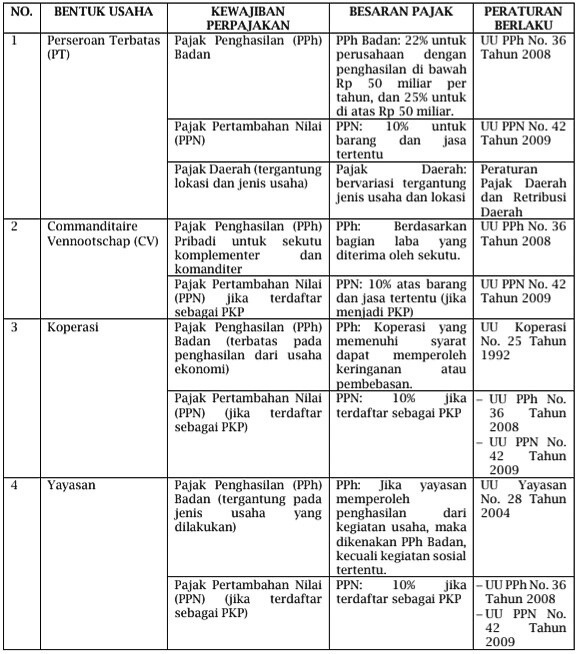 NO.
BENTUK USAHA
KEWAJIBAN
PERPAJAKAN
BESARAN PAJAK
PERATURAN
BERLAKU
1
Perseroan Terbatas
(PT)
Pajak Penghasilan (PPh)
Badan
PPh Badan: 22% untuk
perusahaan dengan
penghasilan di bawah
Rp 50 miliar per
tahun, dan 25% untuk
di atas Rp 50 miliar.
UU PPh No. 36
Tahun 2008
Pajak Pertambahan Nilai
(PPN)
PPN: 10% untuk
barang dan jasa
tertentu
UU PPN No. 42
Tahun 2009
Pajak Daerah (tergantung
lokasi dan jenis usaha)
Pajak Daerah:
bervariasi tergantung
jenis usaha dan lokasi
Peraturan
Pajak Daerah
dan Retribusi
Daerah
2
Commanditaire
Vennootschap (CV)
Pajak Penghasilan (PPh)
Pribadi untuk sekutu
komplementer dan
komanditer
PPh: Berdasarkan
bagian laba yang
diterima oleh sekutu.
UU PPh No. 36
Tahun 2008
Pajak Pertambahan Nilai
(PPN) jika terdaftar
sebagai PKP
PPN: 10% atas barang
dan jasa tertentu (jika
menjadi PKP)
UU PPN No. 42
Tahun 2009
3
Koperasi
Pajak Penghasilan (PPh)
Badan (terbatas pada
penghasilan dari usaha
ekonomi)
PPh: Koperasi yang
memenuhi syarat
dapat memperoleh
keringanan atau
pembebasan.
UU Koperasi
No. 25 Tahun
1992
Pajak Pertambahan Nilai
(PPN) (jika terdaftar
sebagai PKP)
PPN: 10% jika
terdaftar sebagai PKP
– UU PPh No.
36 Tahun
2008
– UU PPN No.
42 Tahun
2009
4
Yayasan
Pajak Penghasilan (PPh)
Badan (tergantung pada
jenis usaha yang
dilakukan)
PPh: Jika yayasan
memperoleh
penghasilan dari
kegiatan usaha, maka
dikenakan PPh Badan,
kecuali kegiatan sosial
tertentu.
UU Yayasan
No. 28 Tahun
2004
Pajak Pertambahan Nilai
(PPN) (jika terdaftar
sebagai PKP)
PPN: 10% jika
terdaftar sebagai PKP
– UU PPh No. 36
Tahun 2008
– UU PPN No.
42 Tahun
2009